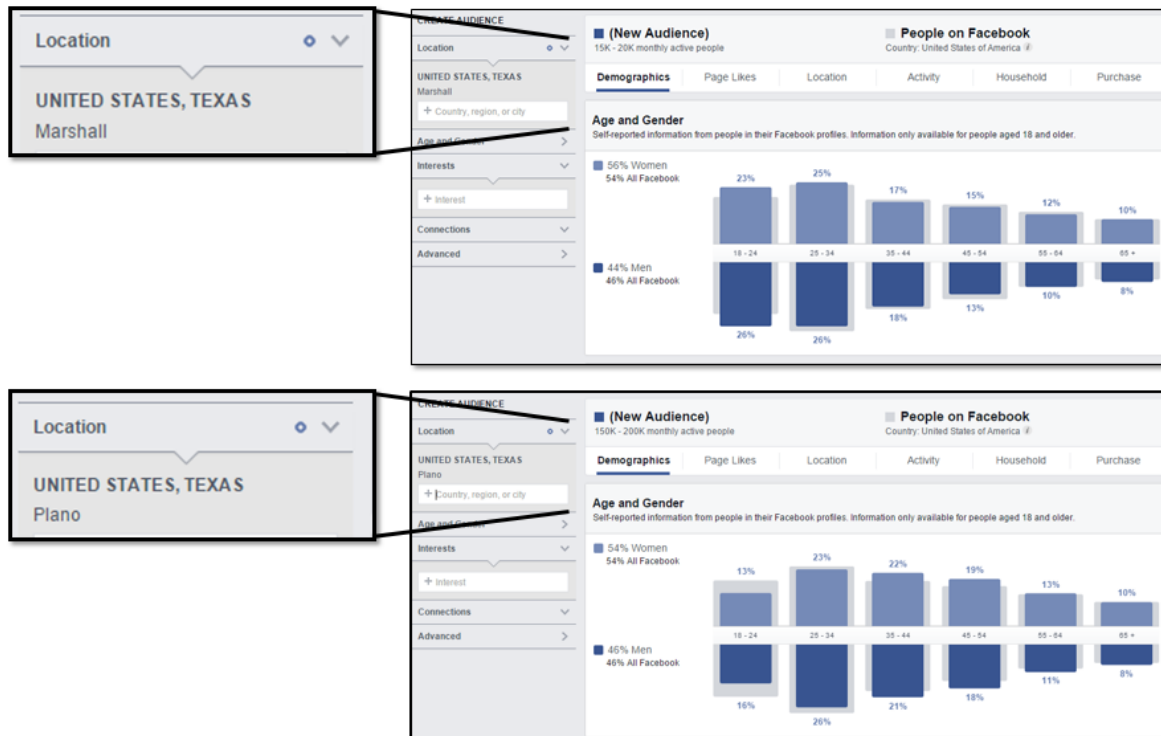 Location
UNITED STATES, TEXAS
Marshall
CREATE AUDIENCE
Location
UNITED STATES, TEXAS
Marshall
+ Country, region, or city
Age and Gender
Interests
+ Interest
Connections
Advanced
(New Audience)
15K - 20K monthly active people
People on Facebook
Country: United States of America
Demographics Page Likes Location Activity Household Purchase
Age and Gender
Self-reported information from people in their Facebook profiles. Information only available for people aged 18 and older.
56% Women
54% All Facebook
23% 25% 17% 15% 12% 10%
18 - 24 25 - 34 35 - 44 45 - 54 55 - 64 65 +
44% Men
46% All Facebook
26% 26% 18% 13% 10% 8%
Location
UNITED STATES, TEXAS
Plano
CREATE AUDIENCE
Location
UNITED STATES, TEXAS
Plano
+ Country, region, or city
Age and Gender
Interests
+ Interest
Connections
Advanced
(New Audience)
150K - 200K monthly active people
People on Facebook
Country: United States of America
Demographics Page Likes Location Activity Household Purchase
Age and Gender
Self-reported information from people in their Facebook profiles. Information only available for people aged 18 and older.
54% Women
54% All Facebook
13% 23% 22% 19% 13% 10%
18 - 24 25 - 34 35 - 44 45 - 54 55 - 64 65 +
46% Men
46% All Facebook
16% 26% 21% 18% 11% 8%